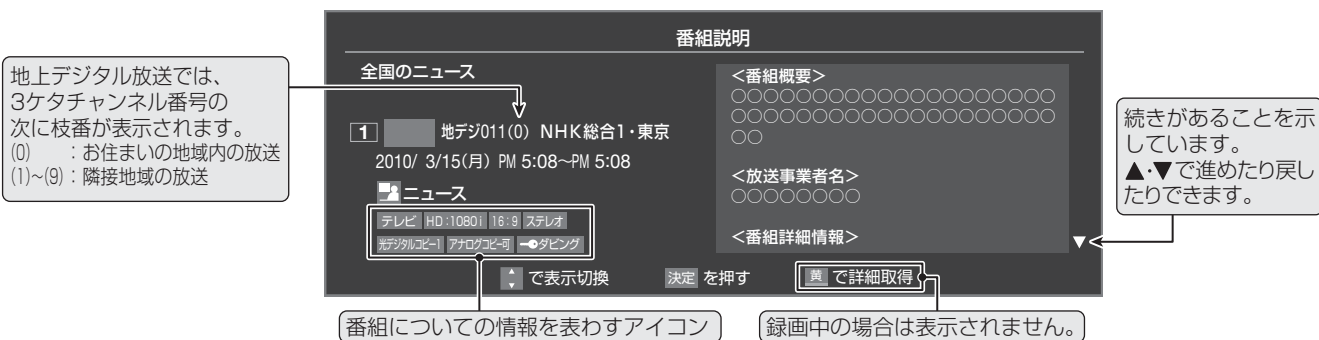 番組説明
地上デジタル放送では、
3ケタチャンネル番号の
次に枝番が表示されます。
(0) :お住まいの地域内の放送
(1)~(9):隣接地域の放送
全国のニュース
1 地デジ011(0) NHK総合1・東京
2010/ 3/15(月) PM 5:08~PM 5:08
ニュース
テレビ HD:1080i 16:9 ステレオ
光デジタルコピー1 アナログコピー可 ダビング
<番組概要>
○○○○○○○○○○○○○○○○○○○○
○○○○○○○○○○○○○○○○○○○○
○○
<放送事業者名>
○○○○○○○○
<番組詳細情報>
▼
続きがあることを示
しています。
▲・▼で進めたり戻し
たりできます。
で表示切換 決定 を押す 黄 で詳細取得
番組についての情報を表わすアイコン
録画中の場合は表示されません。